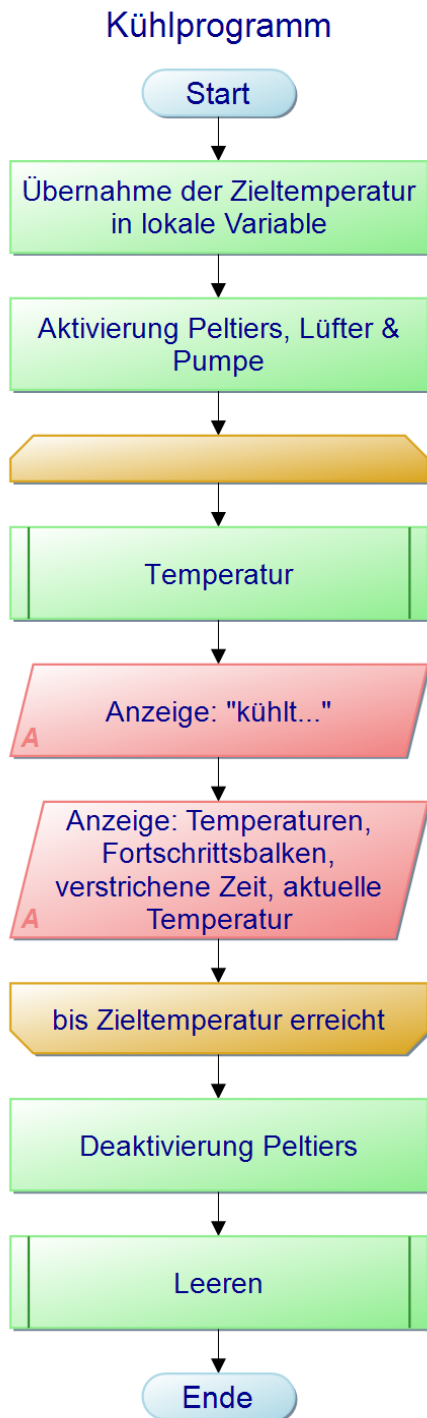 Kühlprogramm
Start
Übernahme der Zieltemperatur
in lokale Variable
Aktivierung Peltiers, Lüfter &
Pumpe
Temperatur
Anzeige: "kühlt..."
A
Anzeige: Temperaturen,
Fortschrittsbalken,
verstrichene Zeit, aktuelle
Temperatur
A
bis Zieltemperatur erreicht
Deaktivierung Peltiers
Leeren
Ende